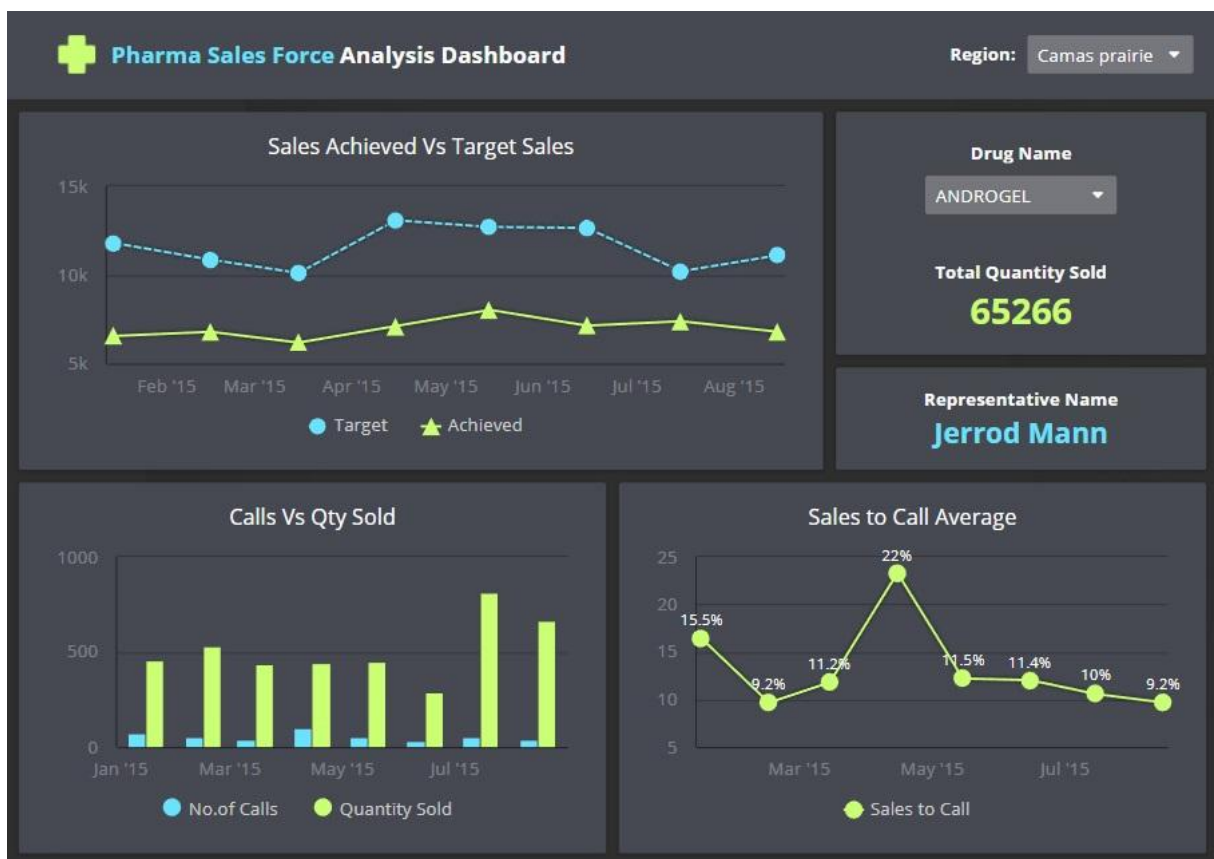 Pharma Sales Force Analysis Dashboard
Region: Camas prairie
Sales Achieved Vs Target Sales
15k
10k
5k
Feb '15 Mar '15 Apr '15 May '15 Jun '15 Jul '15 Aug '15
Target Achieved
Drug Name
ANDROGEL
Total Quantity Sold
65266
Representative Name
Jerrod Mann
Calls Vs Qty Sold
1000
500
0
Jan '15 Mar '15 May '15 Jul '15
No.of Calls Quantity Sold
Sales to Call Average
25
20
15
10
5
15.5% 9.2% 11.2% 22% 11.5% 11.4% 10% 9.2%
Mar '15 May '15 Jul '15
Sales to Call